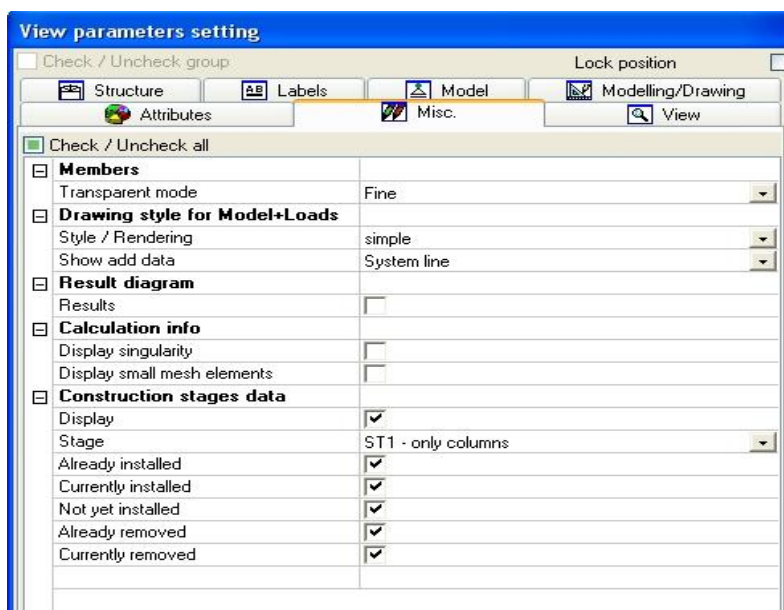 View parameters setting
Check / Uncheck group Lock position
Structure Labels Model Modelling/Drawing
Attributes Misc. View
Check / Uncheck all
Members
Transparent mode Fine
Drawing style for Model+Loads
Style / Rendering simple
Show add data System line
Result diagram
Results
Calculation info
Display singularity
Display small mesh elements
Construction stages data
Display
Stage ST1 - only columns
Already installed
Currently installed
Not yet installed
Already removed
Currently removed